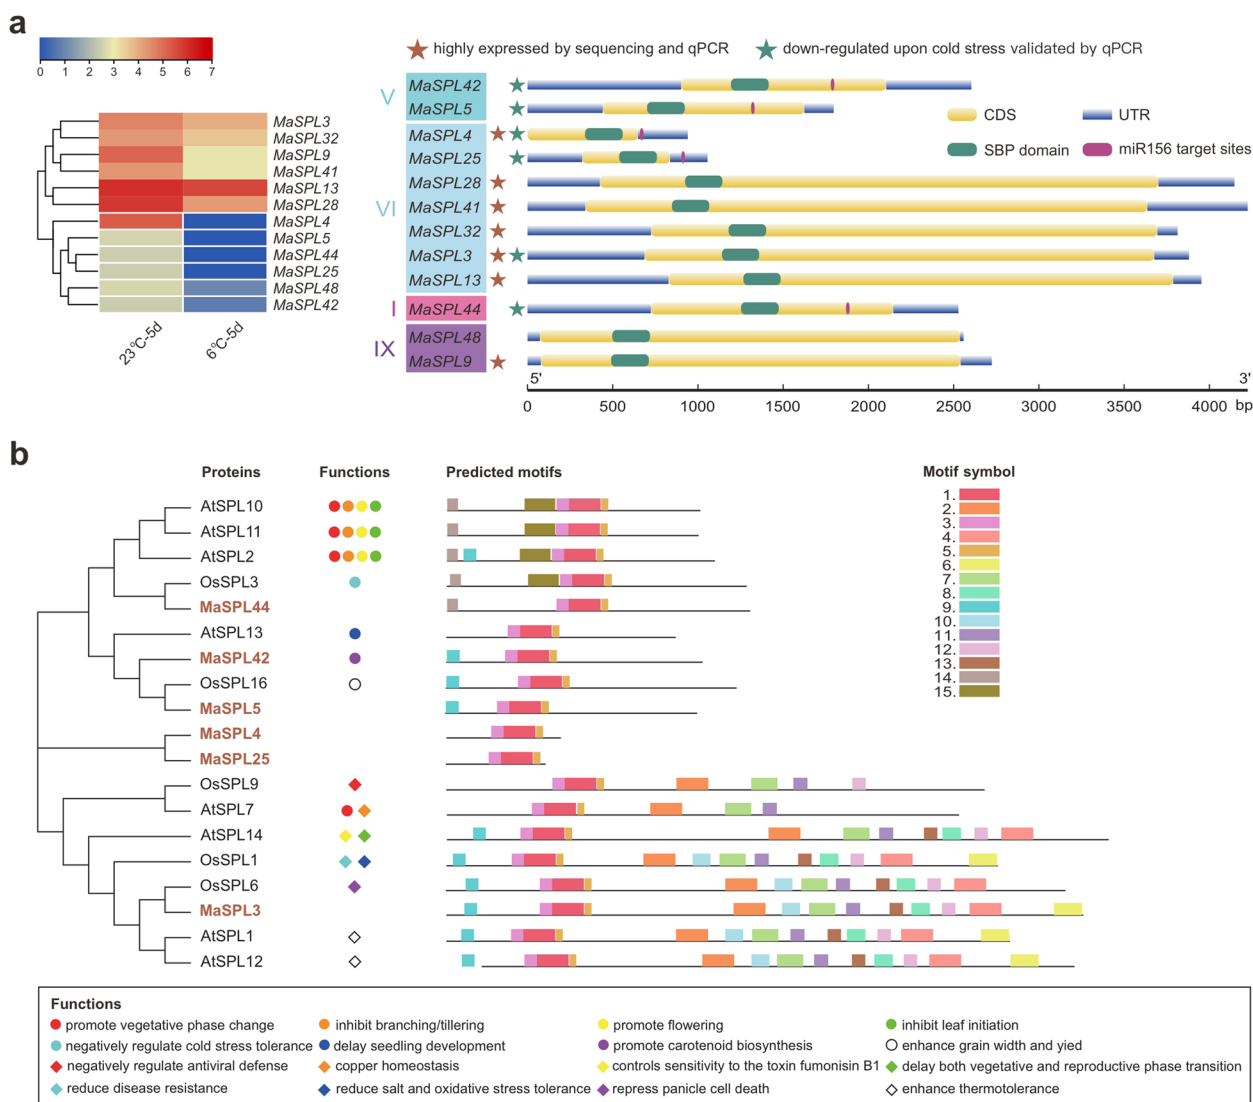 a
0 1 2 3 4 5 6 7
MaSPL3
MaSPL32
MaSPL9
MaSPL41
MaSPL13
MaSPL28
MaSPL4
MaSPL5
MaSPL44
MaSPL25
MaSPL48
MaSPL42
23℃-5d
6℃-5d
highly expressed by sequencing and qPCR
down-regulated upon cold stress validated by qPCR
V
MaSPL42
MaSPL5
VI
MaSPL4
MaSPL25
MaSPL28
MaSPL41
MaSPL32
MaSPL3
MaSPL13
I
MaSPL44
IX
MaSPL48
MaSPL9
CDS
UTR
SBP domain
miR156 target sites
5'
3'
0 500 1000 1500 2000 2500 3000 3500 4000 bp
b
Proteins Functions Predicted motifs Motif symbol
AtSPL10
AtSPL11
AtSPL2
OsSPL3
MaSPL44
AtSPL13
MaSPL42
OsSPL16
MaSPL5
MaSPL4
MaSPL25
OsSPL9
AtSPL7
AtSPL14
OsSPL1
OsSPL6
MaSPL3
AtSPL1
AtSPL12
1.
2.
3.
4.
5.
6.
7.
8.
9.
10.
11.
12.
13.
14.
15.
Functions
promote vegetative phase change inhibit branching/tillering promote flowering inhibit leaf initiation
negatively regulate cold stress tolerance delay seedling development promote carotenoid biosynthesis enhance grain width and yied
negatively regulate antiviral defense copper homeostasis controls sensitivity to the toxin fumonisin B1 delay both vegetative and reproductive phase transition
reduce disease resistance reduce salt and oxidative stress tolerance repress panicle cell death enhance thermotolerance